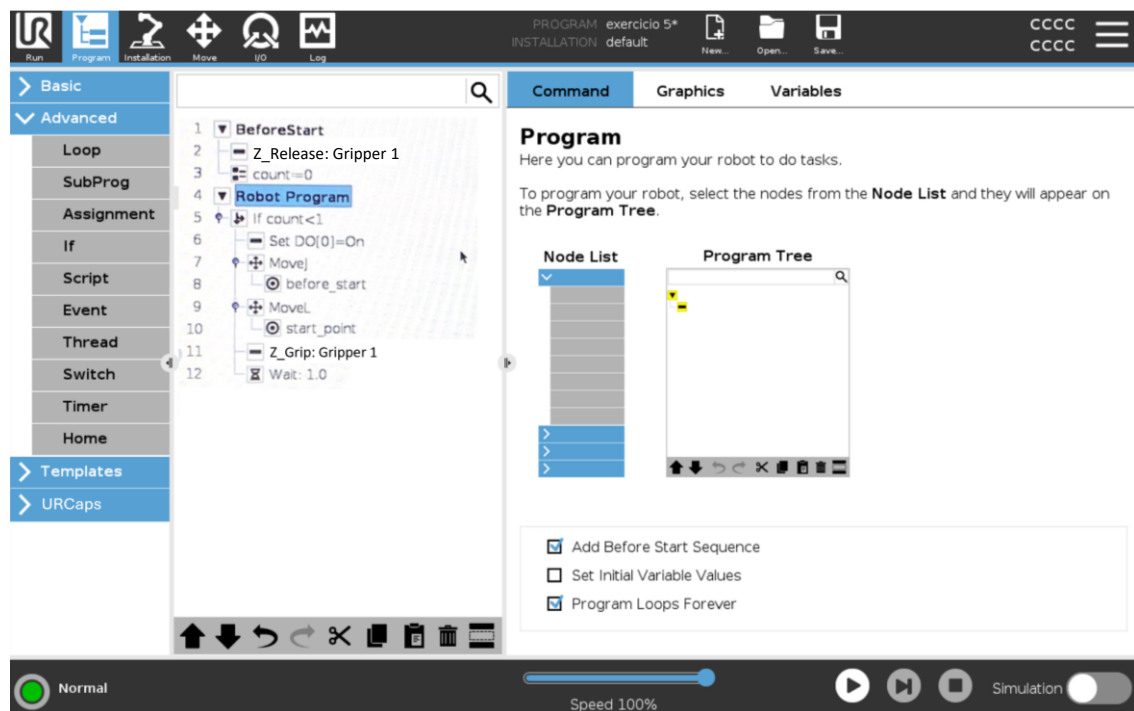 PROGRAM exercicio 5*
INSTALLATION default
New... Open... Save...
CCCC
CCCC
UR
Run Program Installation Move I/O Log
Basic
Advanced
Loop
SubProg
Assignment
If
Script
Event
Thread
Switch
Timer
Home
Templates
URCaps
1 BeforeStart
2 Z_Release: Gripper 1
3 count:=0
4 Robot Program
5 If count<1
6 Set DO[0]=On
7 MoveJ
8 before_start
9 MoveL
10 start_point
11 Z_Grip: Gripper 1
12 Wait: 1.0
Command Graphics Variables
Program
Here you can program your robot to do tasks.
To program your robot, select the nodes from the Node List and they will appear on
the Program Tree.
Node List Program Tree
Add Before Start Sequence
Set Initial Variable Values
Program Loops Forever
Normal
Speed 100%
Simulation